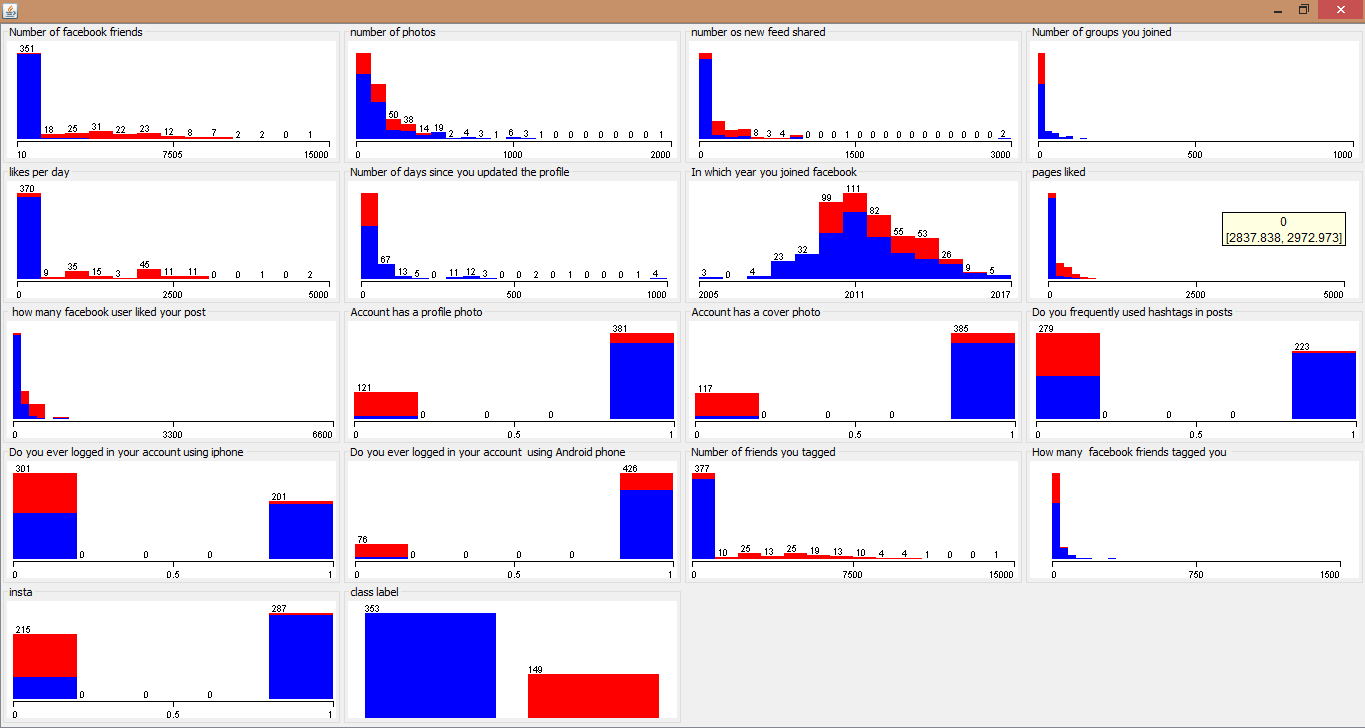 Number of facebook friends
351
18 25 31 22 23 12 8 7 2 2 0 1
10 7505 15000
number of photos
50 38 14 19 2 4 3 1 6 3 1 0 0 0 0 0 0 1
0 1000 2000
number os new feed shared
8 3 4 0 0 0 1 0 0 0 0 0 0 0 0 0 0 2
0 1500 3000
Number of groups you joined
0 500 1000
likes per day
370
9 35 15 3 45 11 11 0 0 1 0 2
0 2500 5000
Number of days since you updated the profile
67 13 5 0 11 12 3 0 0 2 0 1 0 0 0 0 1 4
0 500 1000
In which year you joined facebook
3 0 4 23 32 99 111 82 55 53 26 9 5
2005 2011 2017
pages liked
0
[2837.838, 2972.973]
0 2500 5000
how many facebook user liked your post
0 3300 6600
Account has a profile photo
121 0 0 0 381
0 0.5 1
Account has a cover photo
117 0 0 0 385
0 0.5 1
Do you frequently used hashtags in posts
279 0 0 0 223
0 0.5 1
Do you ever logged in your account using iphone
301 0 0 0 201
0 0.5 1
Do you ever logged in your account using Android phone
76 0 0 0 0 426
0 0.5 1
Number of friends you tagged
377
10 25 13 25 19 13 10 4 4 1 0 0 1
0 7500 15000
How many facebook friends tagged you
0 750 1500
insta
215 0 0 0 287
0 0.5 1
class label
353 149